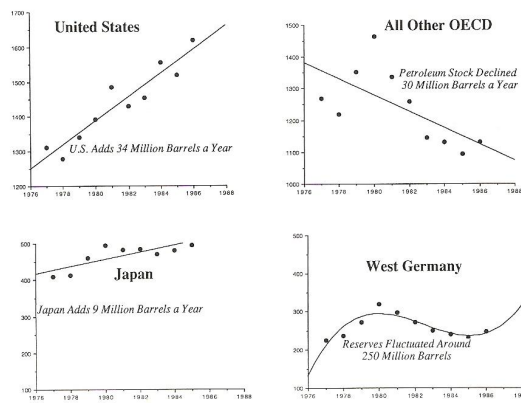 United States
1700
1600
1500
1400
1300
1200
U.S. Adds 34 Million Barrels a Year
1976 1978 1980 1982 1984 1986 1988
All Other OECD
1500
1400
1300
1200
1100
1000
Petroleum Stock Declined
30 Million Barrels a Year
1976 1978 1980 1982 1984 1986 1988
Japan
500
400
300
200
100
Japan Adds 9 Million Barrels a Year
1976 1978 1980 1982 1984 1986 1988
West Germany
500
400
300
200
100
Reserves Fluctuated Around
250 Million Barrels
1976 1978 1980 1982 1984 1986